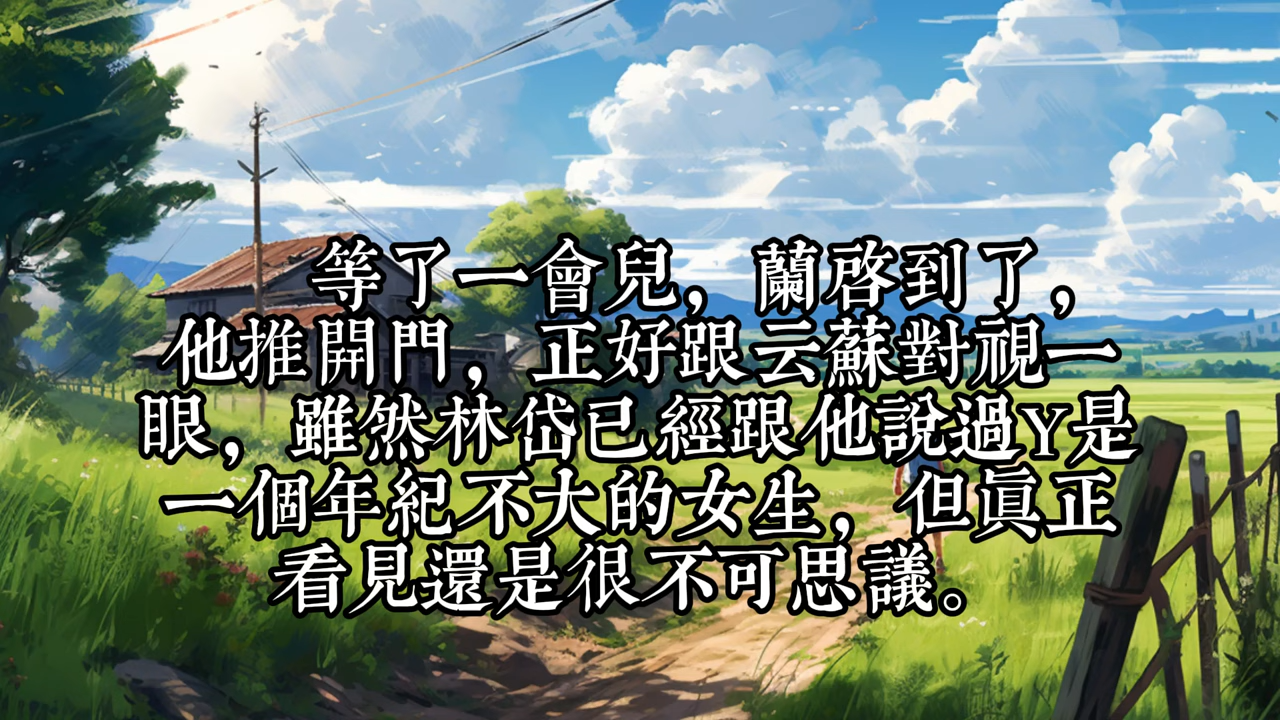 等了一會兒，蘭啓到了，
他推開門，正好跟云蘇對視一
眼，雖然林岱已經跟他說過Y是
一個年紀不大的女生，但眞正
看見還是很不可思議。